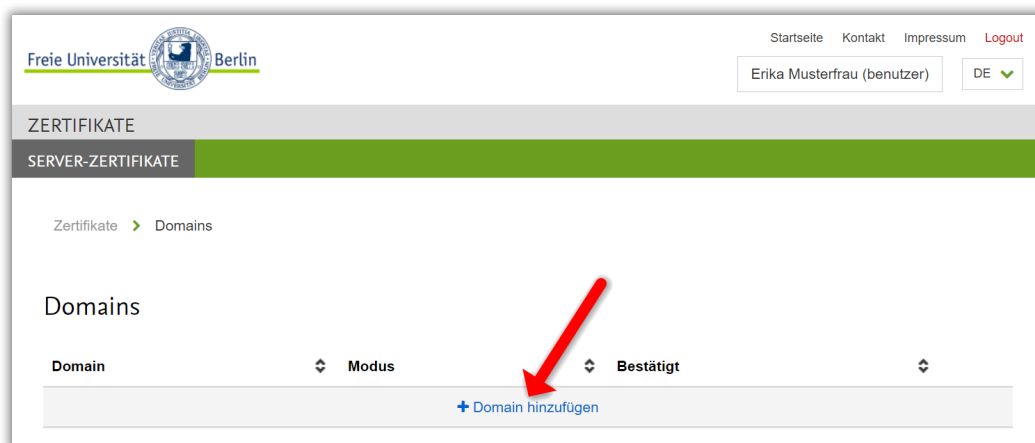 Startseite Kontakt Impressum Logout
Freie Universität Berlin
Erika Musterfrau (benutzer) DE
ZERTIFIKATE
SERVER-ZERTIFIKATE
Zertifikate > Domains
Domains
Domain Modus Bestätigt
+ Domain hinzufügen